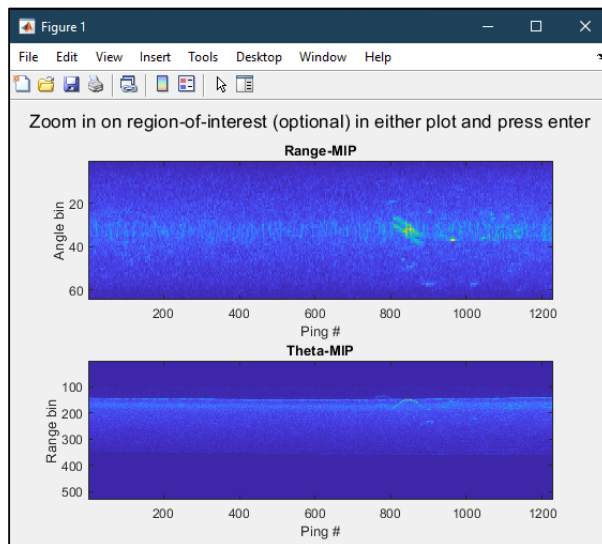 Figure 1
File Edit View Insert Tools Desktop Window Help
Zoom in on region-of-interest (optional) in either plot and press enter
Range-MIP
Angle bin
20
40
60
200 400 600 800 1000 1200
Ping #
Theta-MIP
Range bin
100
200
300
400
500
200 400 600 800 1000 1200
Ping #